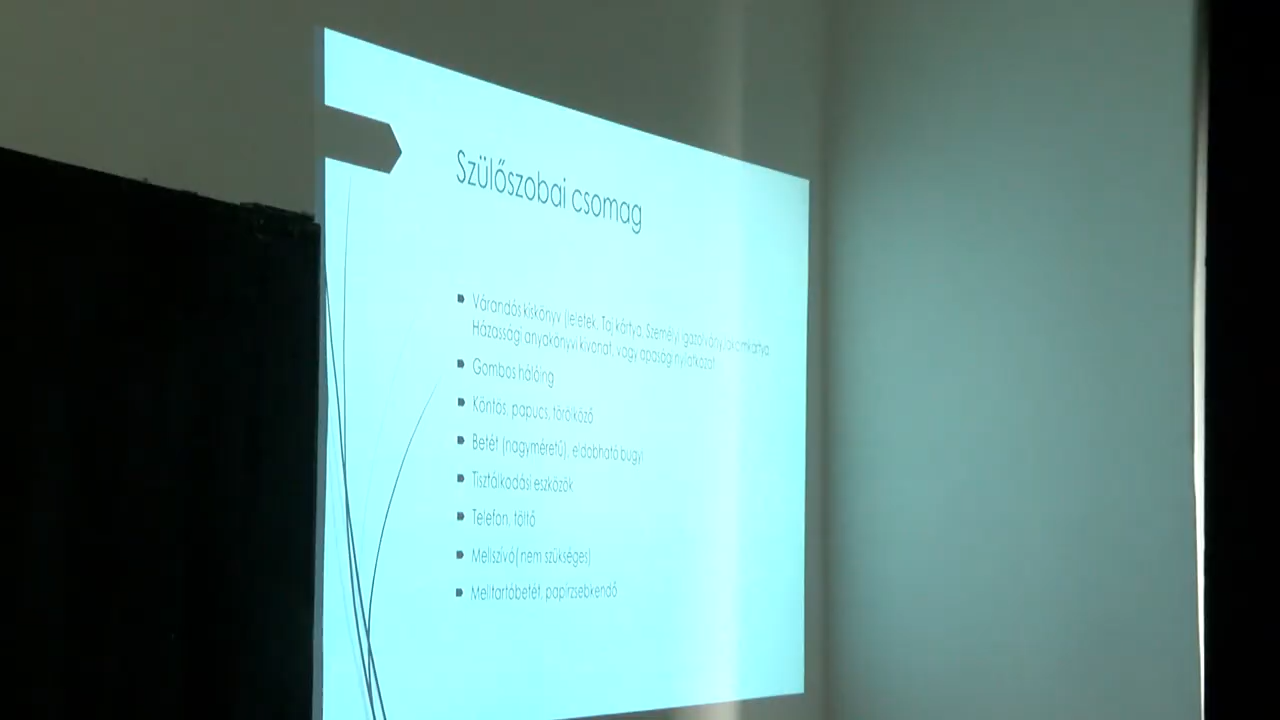 Szülőszobai csomag
Várandós kiskönyv (leletek, Taj kártya, Személyi igazolvány, lakcímkártya
Házassági anyakönyvi kivonat, vagy apasági nyilatkozat
Gombos hálóing
Köntös, papucs, törölköző
Betét (nagyméretű), eldobható bugyi
Tisztálkodási eszközök
Telefon, töltő
Mellszívó( nem szükséges)
Melltartóbetét, papírzsebkendő